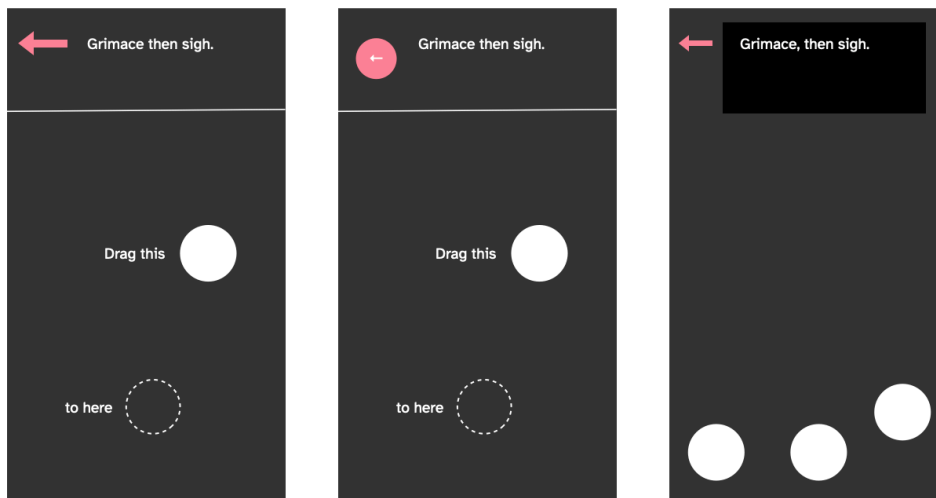 Grimace then sigh.
Drag this
to here
Grimace then sigh.
Drag this
to here
Grimace, then sigh.